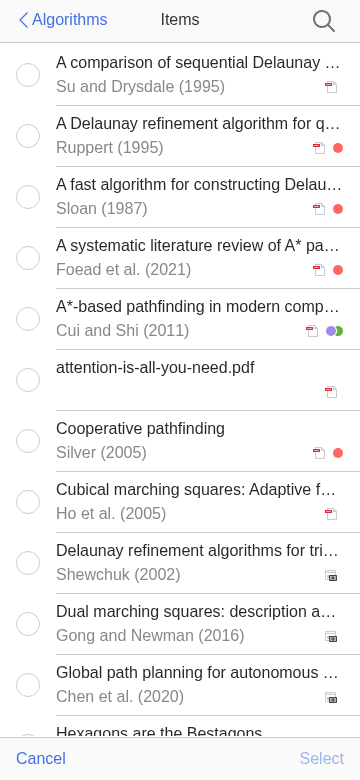 Algorithms
Items
A comparison of sequential Delaunay …
Su and Drysdale (1995)
A Delaunay refinement algorithm for q…
Ruppert (1995)
A fast algorithm for constructing Delau…
Sloan (1987)
A systematic literature review of A* pa…
Foead et al. (2021)
A*-based pathfinding in modern comp…
Cui and Shi (2011)
attention-is-all-you-need.pdf
Cooperative pathfinding
Silver (2005)
Cubical marching squares: Adaptive f…
Ho et al. (2005)
Delaunay refinement algorithms for tri…
Shewchuk (2002)
Dual marching squares: description a…
Gong and Newman (2016)
Global path planning for autonomous …
Chen et al. (2020)
Hexagons are the Bestagons
Cancel
Select